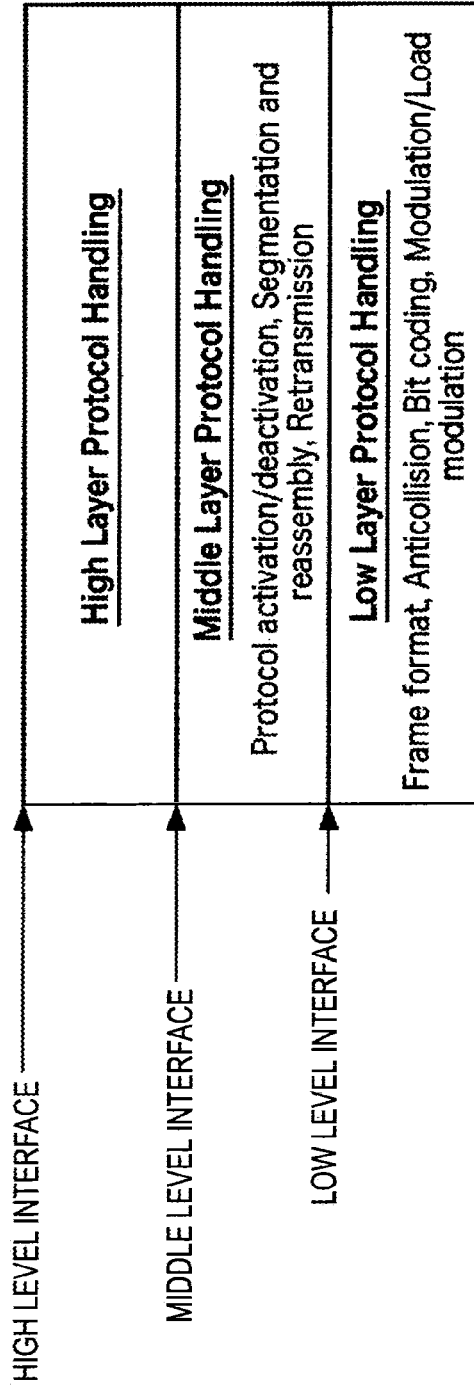 HIGH LEVEL INTERFACE
High Layer Protocol Handling
MIDDLE LEVEL INTERFACE
Middle Layer Protocol Handling
Protocol activation/deactivation, Segmentation and
reassembly, Retransmission
LOW LEVEL INTERFACE
Low Layer Protocol Handling
Frame format, Anticollision, Bit coding, Modulation/Load
modulation